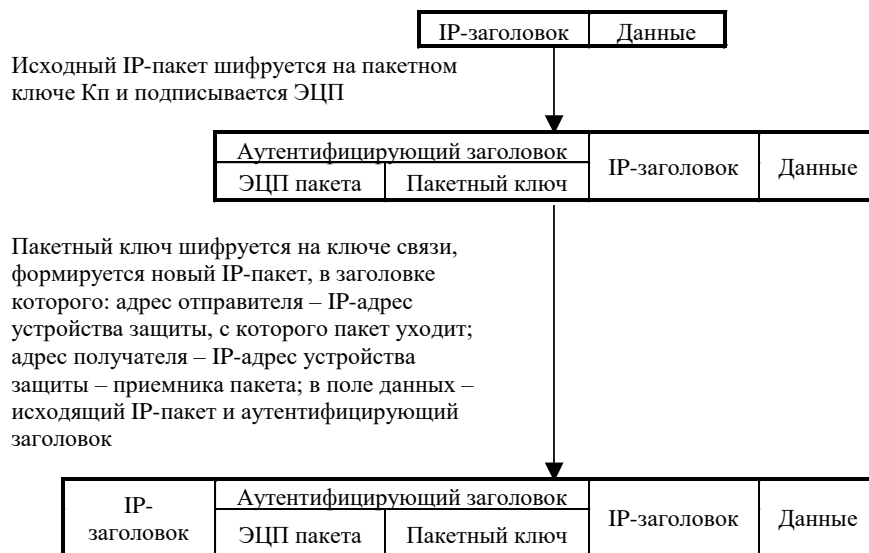 IP-заголовок Данные
Исходный IP-пакет шифруется на пакетном
ключе Кп и подписывается ЭЦП
Аутентифицирующий заголовок
IP-заголовок Данные
ЭЦП пакета Пакетный ключ
Пакетный ключ шифруется на ключе связи,
формируется новый IP-пакет, в заголовке
которого: адрес отправителя – IP-адрес
устройства защиты, с которого пакет уходит;
адрес получателя – IP-адрес устройства
защиты – приемника пакета; в поле данных –
исходящий IP-пакет и аутентифицирующий
заголовок
IP-
заголовок
Аутентифицирующий заголовок
ЭЦП пакета Пакетный ключ
IP-заголовок Данные